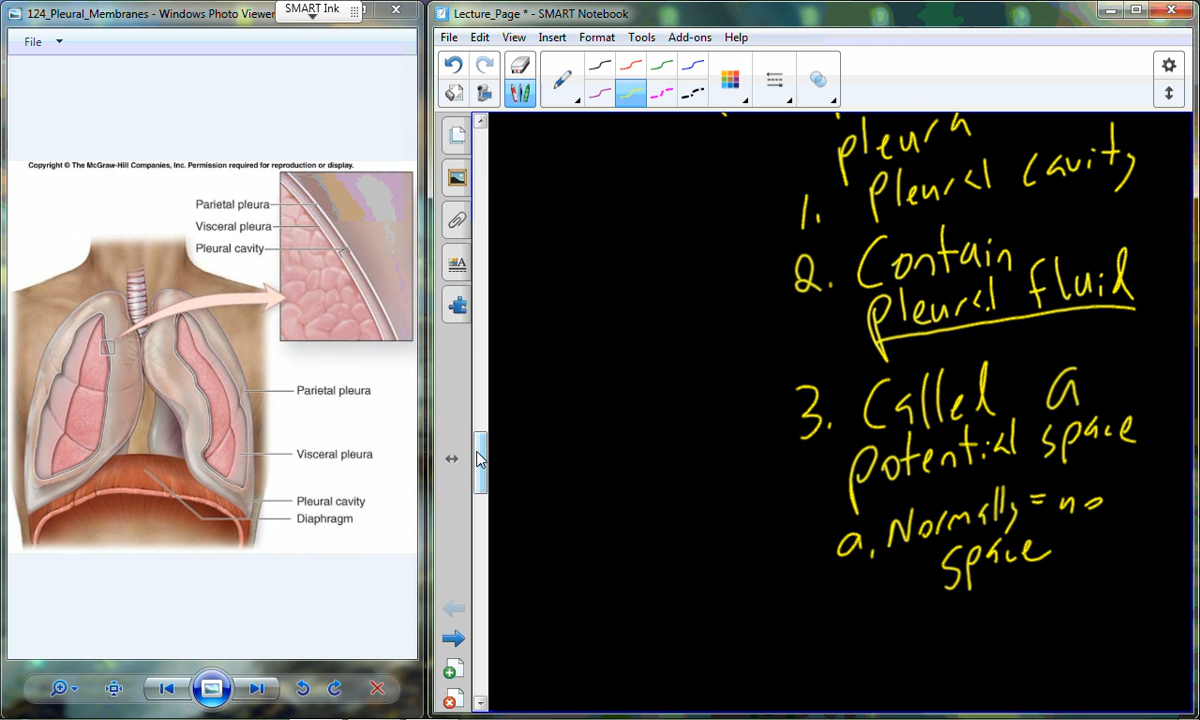 124_Pleural_Membranes - Windows Photo Viewer
SMART Ink
File
Copyright © The McGraw-Hill Companies, Inc. Permission required for reproduction or display.
Parietal pleura
Visceral pleura
Pleural cavity
Parietal pleura
Visceral pleura
Pleural cavity
Diaphragm
Lecture_Page * - SMART Notebook
File Edit View Insert Format Tools Add-ons Help
pleura
1. Pleural cavity
2. Contain
pleural fluid
3. Called a
potential space
a. Normally = no
space